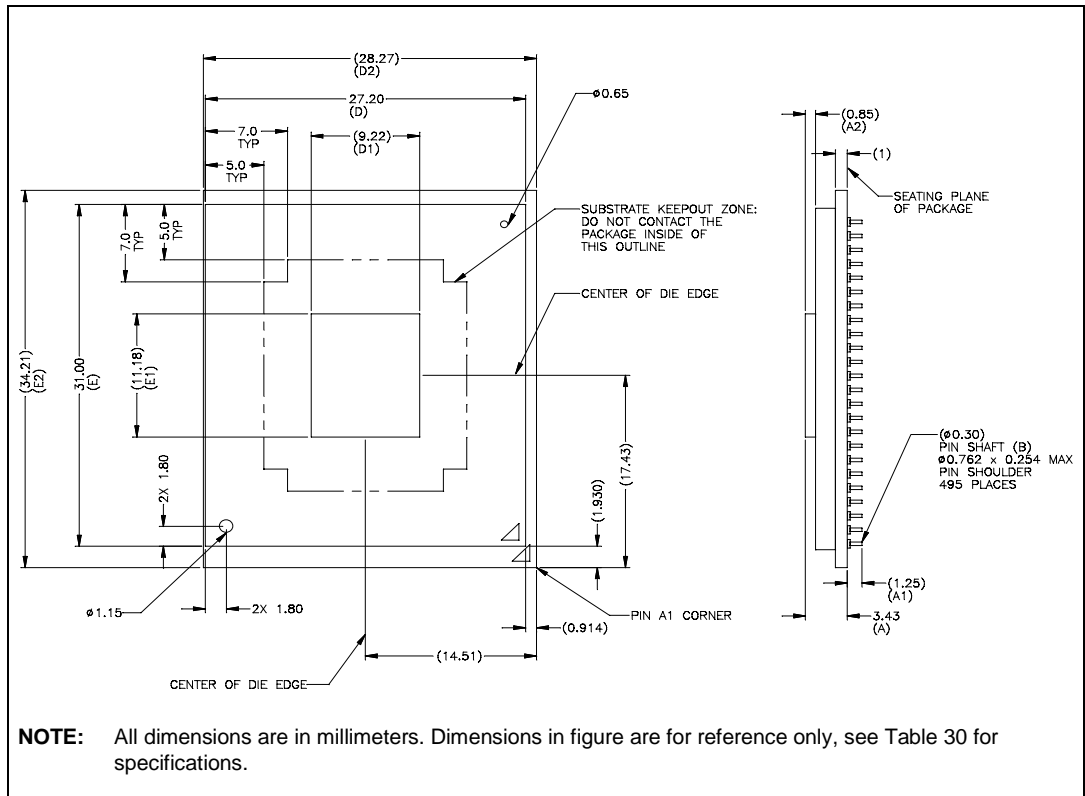 (28.27)
(D2)
27.20
(D)
ø0.65
(0.85)
(A2)
7.0
TYP
(9.22)
(D1)
(1)
5.0
TYP
SEATING PLANE
OF PACKAGE
7.0
TYP
5.0
TYP
SUBSTRATE KEEPOUT ZONE:
DO NOT CONTACT THE
PACKAGE INSIDE OF
THIS OUTLINE
CENTER OF DIE EDGE
(34.21)
(E2)
31.00
(E)
(11.18)
(E1)
(17.43)
(ø0.30)
PIN SHAFT (B)
ø0.762 x 0.254 MAX
PIN SHOULDER
495 PLACES
2X 1.80
(1.930)
(1.25)
(A1)
ø1.15
2X 1.80
PIN A1 CORNER
3.43
(A)
(0.914)
(14.51)
CENTER OF DIE EDGE
NOTE: All dimensions are in millimeters. Dimensions in figure are for reference only, see Table 30 for
specifications.